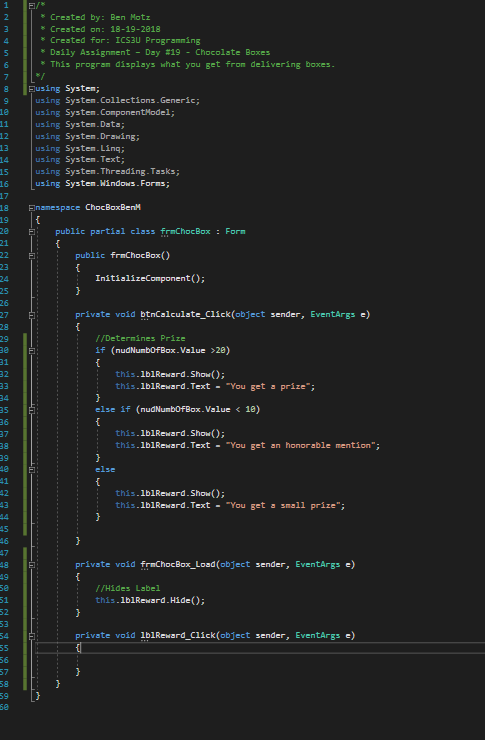 1 /*
2 * Created by: Ben Motz
3 * Created on: 18-19-2018
4 * Created for: ICS3U Programming
5 * Daily Assignment – Day #19 - Chocolate Boxes
6 * This program displays what you get from delivering boxes.
7 */
8 using System;
9 using System.Collections.Generic;
10 using System.ComponentModel;
11 using System.Data;
12 using System.Drawing;
13 using System.Linq;
14 using System.Text;
15 using System.Threading.Tasks;
16 using System.Windows.Forms;
17
18 namespace ChocBoxBenM
19 {
20 public partial class frmChocBox : Form
21 {
22 public frmChocBox()
23 {
24 InitializeComponent();
25 }
26
27 private void btnCalculate_Click(object sender, EventArgs e)
28 {
29 //Determines Prize
30 if (nudNumbOfBox.Value >20)
31 {
32 this.lblReward.Show();
33 this.lblReward.Text = "You get a prize";
34 }
35 else if (nudNumbOfBox.Value < 10)
36 {
37 this.lblReward.Show();
38 this.lblReward.Text = "You get an honorable mention";
39 }
40 else
41 {
42 this.lblReward.Show();
43 this.lblReward.Text = "You get a small prize";
44 }
45
46 }
47
48 private void frmChocBox_Load(object sender, EventArgs e)
49 {
50 //Hides Label
51 this.lblReward.Hide();
52 }
53
54 private void lblReward_Click(object sender, EventArgs e)
55 {
56
57 }
58 }
59 }
60